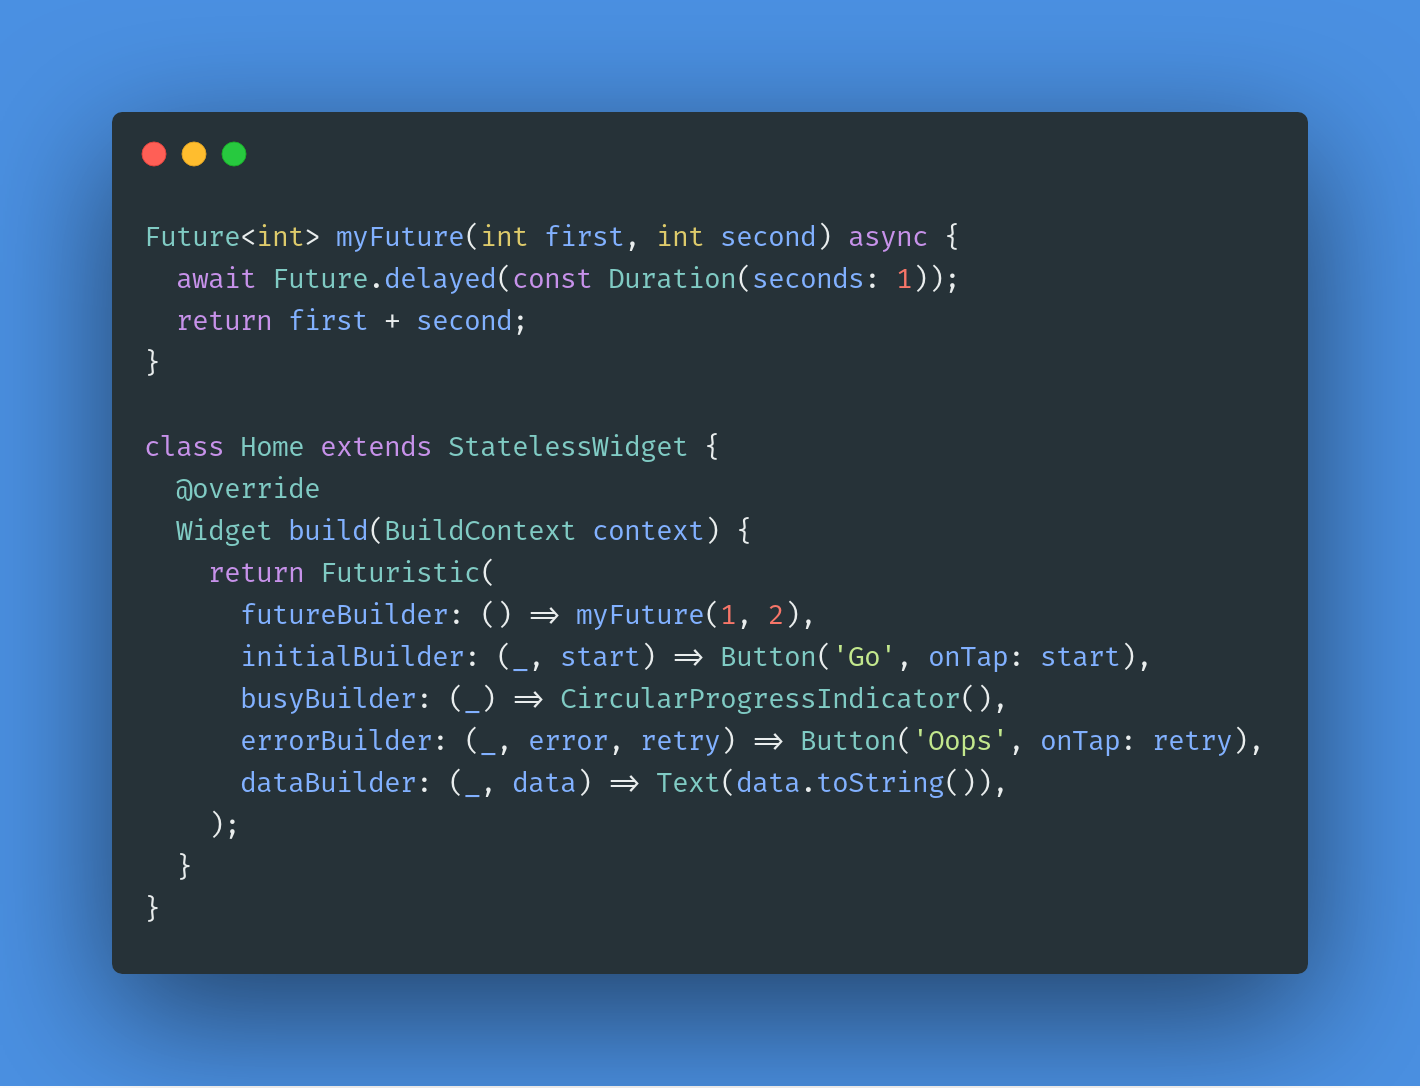 Future<int> myFuture(int first, int second) async {
  await Future.delayed(const Duration(seconds: 1));
  return first + second;
}

class Home extends StatelessWidget {
  @override
  Widget build(BuildContext context) {
    return Futuristic(
      futureBuilder: () => myFuture(1, 2),
      initialBuilder: (_, start) => Button('Go', onTap: start),
      busyBuilder: (_) => CircularProgressIndicator(),
      errorBuilder: (_, error, retry) => Button('Oops', onTap: retry),
      dataBuilder: (_, data) => Text(data.toString()),
    );
  }
}